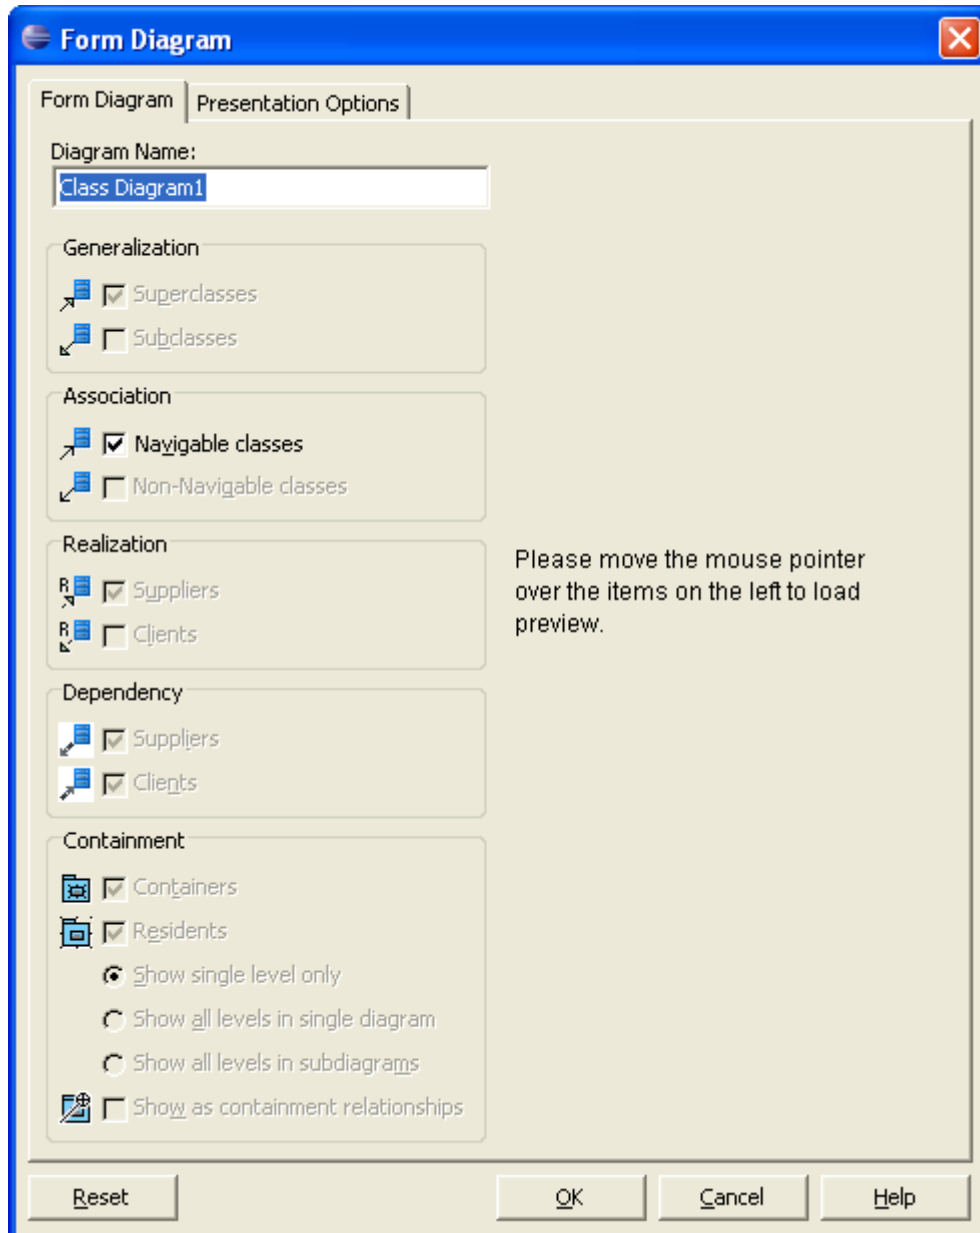 Form Diagram
Form Diagram
Presentation Options
Diagram Name:
Class Diagram1
Generalization
Superclasses
Subclasses
Association
Navigable classes
Non-Navigable classes
Realization
R
Suppliers
R
Clients
Please move the mouse pointer
over the items on the left to load
preview.
Dependency
Suppliers
Clients
Containment
Containers
Residents
Show single level only
Show all levels in single diagram
Show all levels in subdiagrams
Show as containment relationships
Reset
OK
Cancel
Help